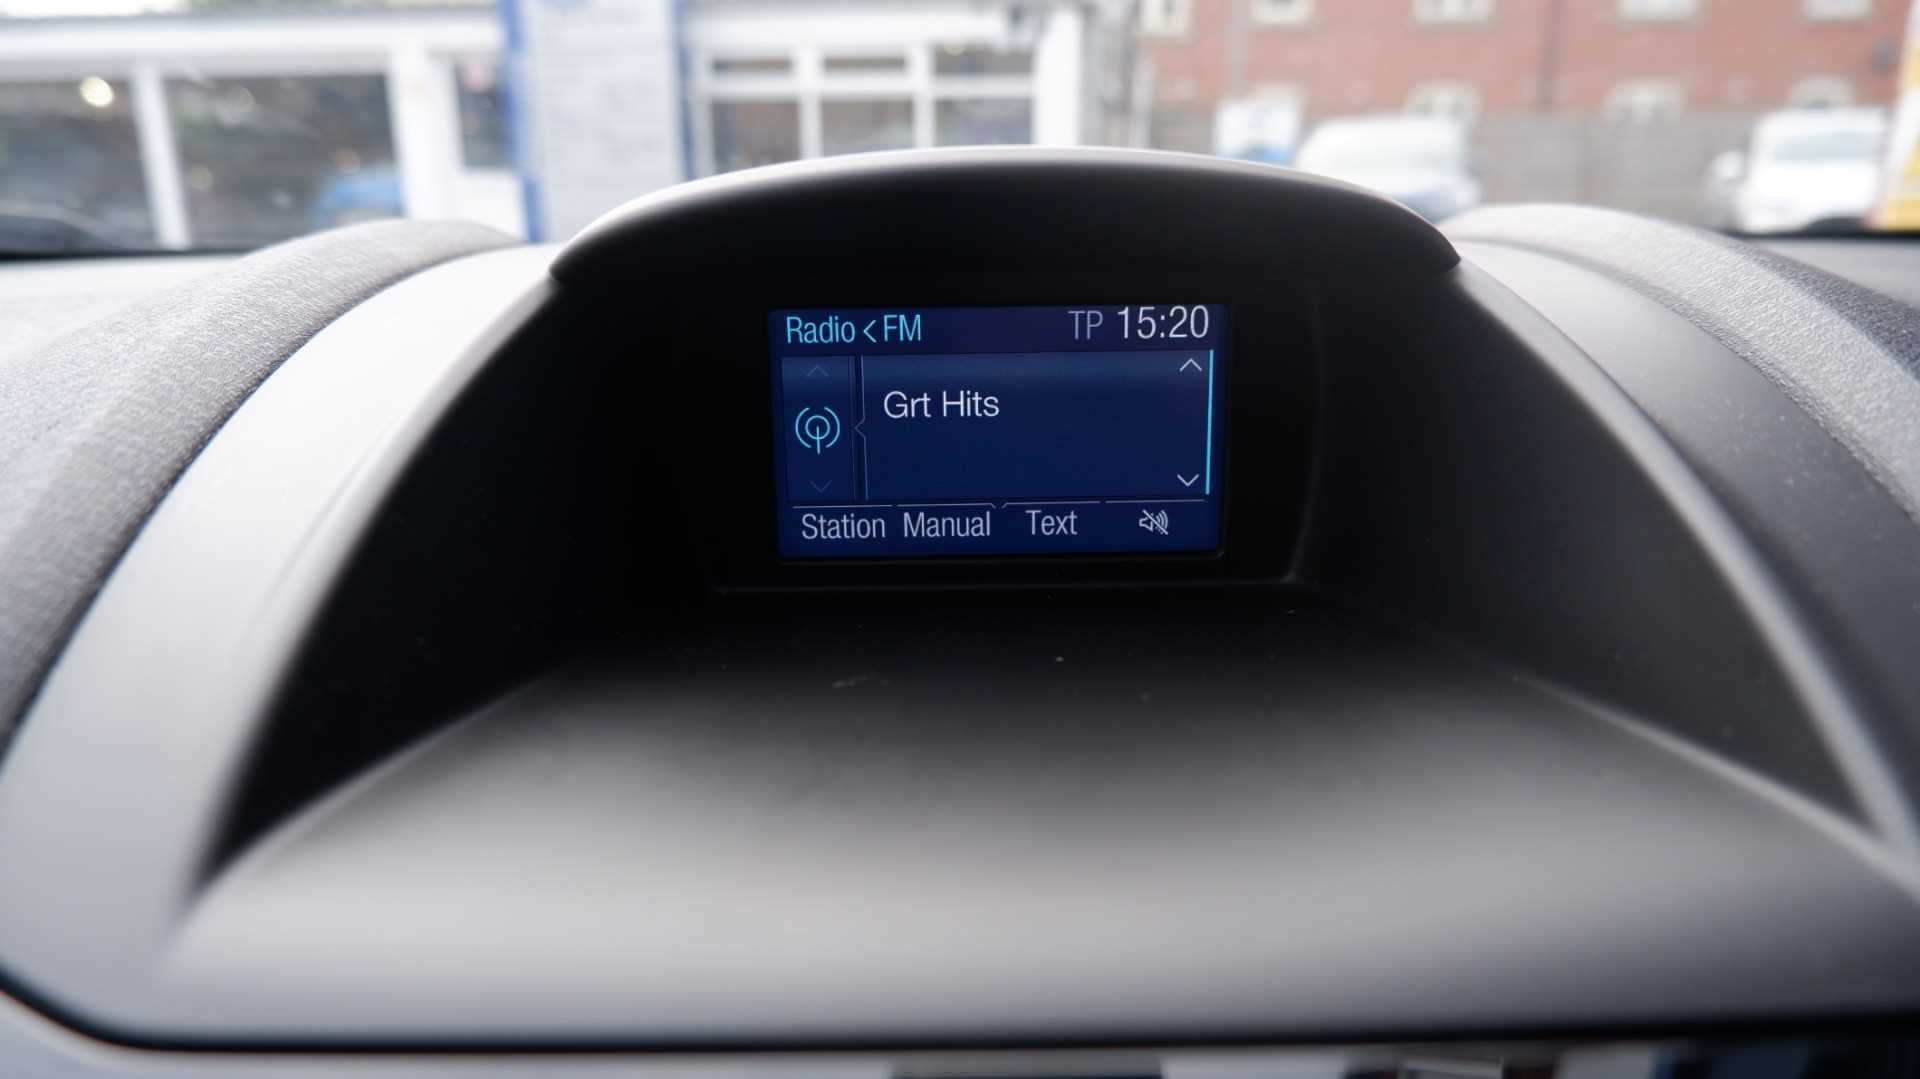 Radio < FM TP 15:20
Grt Hits
Station Manual Text